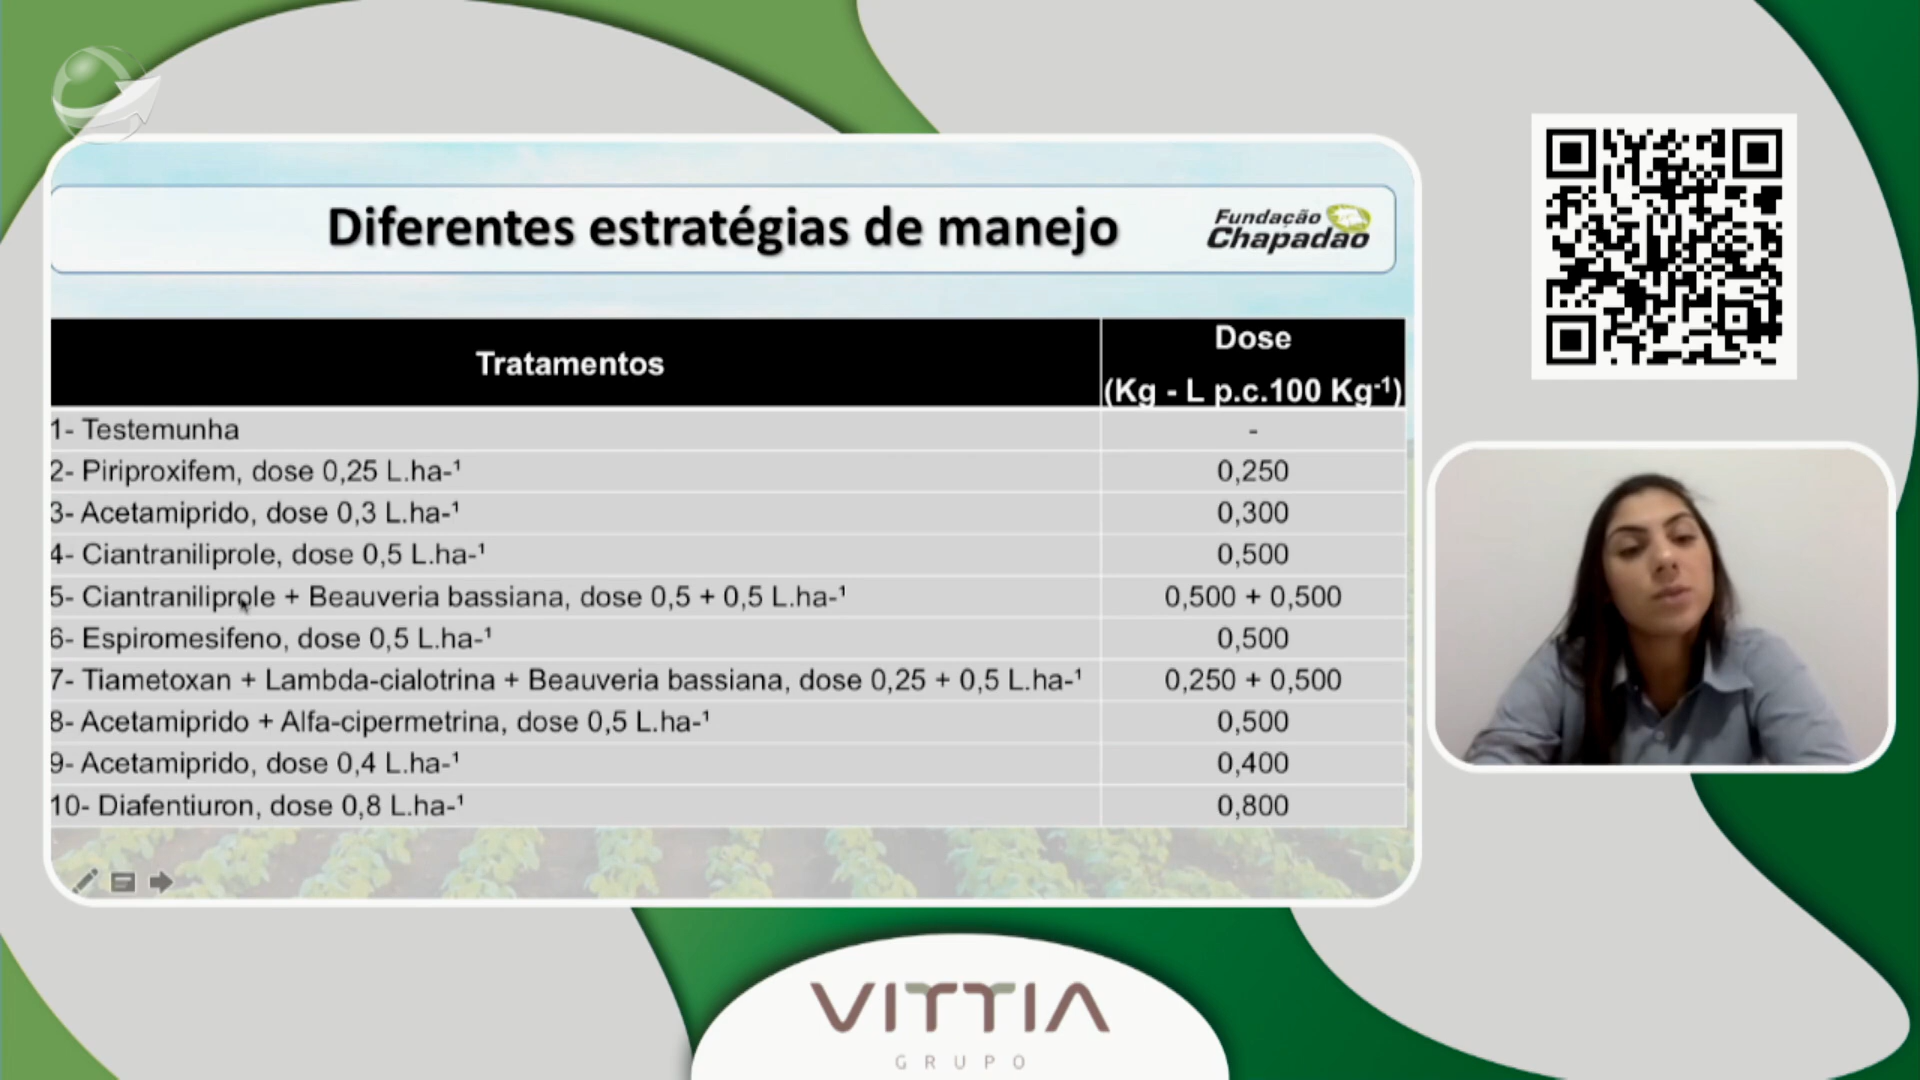 Diferentes estratégias de manejo
Fundação
Chapadão
Tratamentos
Dose
(Kg - L p.c.100 Kg⁻¹)
1- Testemunha
-
2- Piriproxifem, dose 0,25 L.ha-¹
0,250
3- Acetamiprido, dose 0,3 L.ha-¹
0,300
4- Ciantraniliprole, dose 0,5 L.ha-¹
0,500
5- Ciantraniliprole + Beauveria bassiana, dose 0,5 + 0,5 L.ha-¹
0,500 + 0,500
6- Espiromesifeno, dose 0,5 L.ha-¹
0,500
7- Tiametoxan + Lambda-cialotrina + Beauveria bassiana, dose 0,25 + 0,5 L.ha-¹
0,250 + 0,500
8- Acetamiprido + Alfa-cipermetrina, dose 0,5 L.ha-¹
0,500
9- Acetamiprido, dose 0,4 L.ha-¹
0,400
10- Diafentiuron, dose 0,8 L.ha-¹
0,800
VITTIA
GRUPO